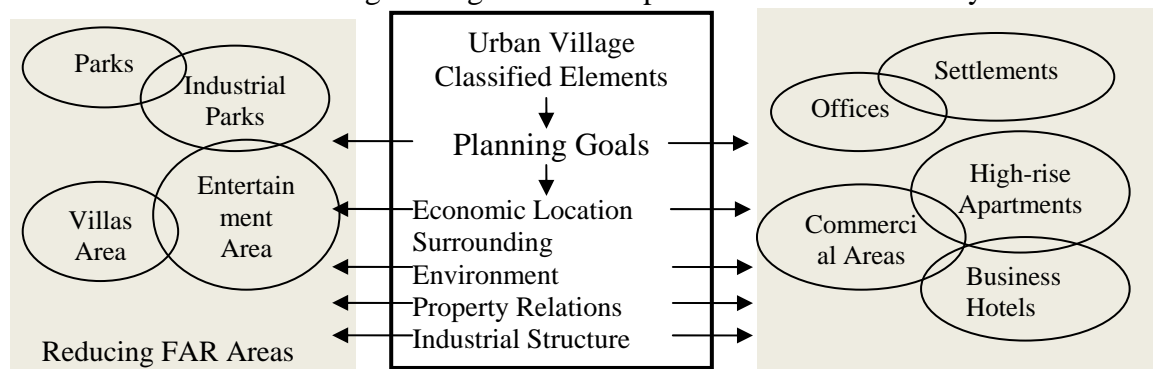 Parks
Industrial
Parks
Entertain
ment
Area
Villas
Area
Reducing FAR Areas
Urban Village
Classified Elements
Planning Goals
Economic Location
Surrounding
Environment
Property Relations
Industrial Structure
Settlements
Offices
High-rise
Apartments
Commerci
al Areas
Business
Hotels